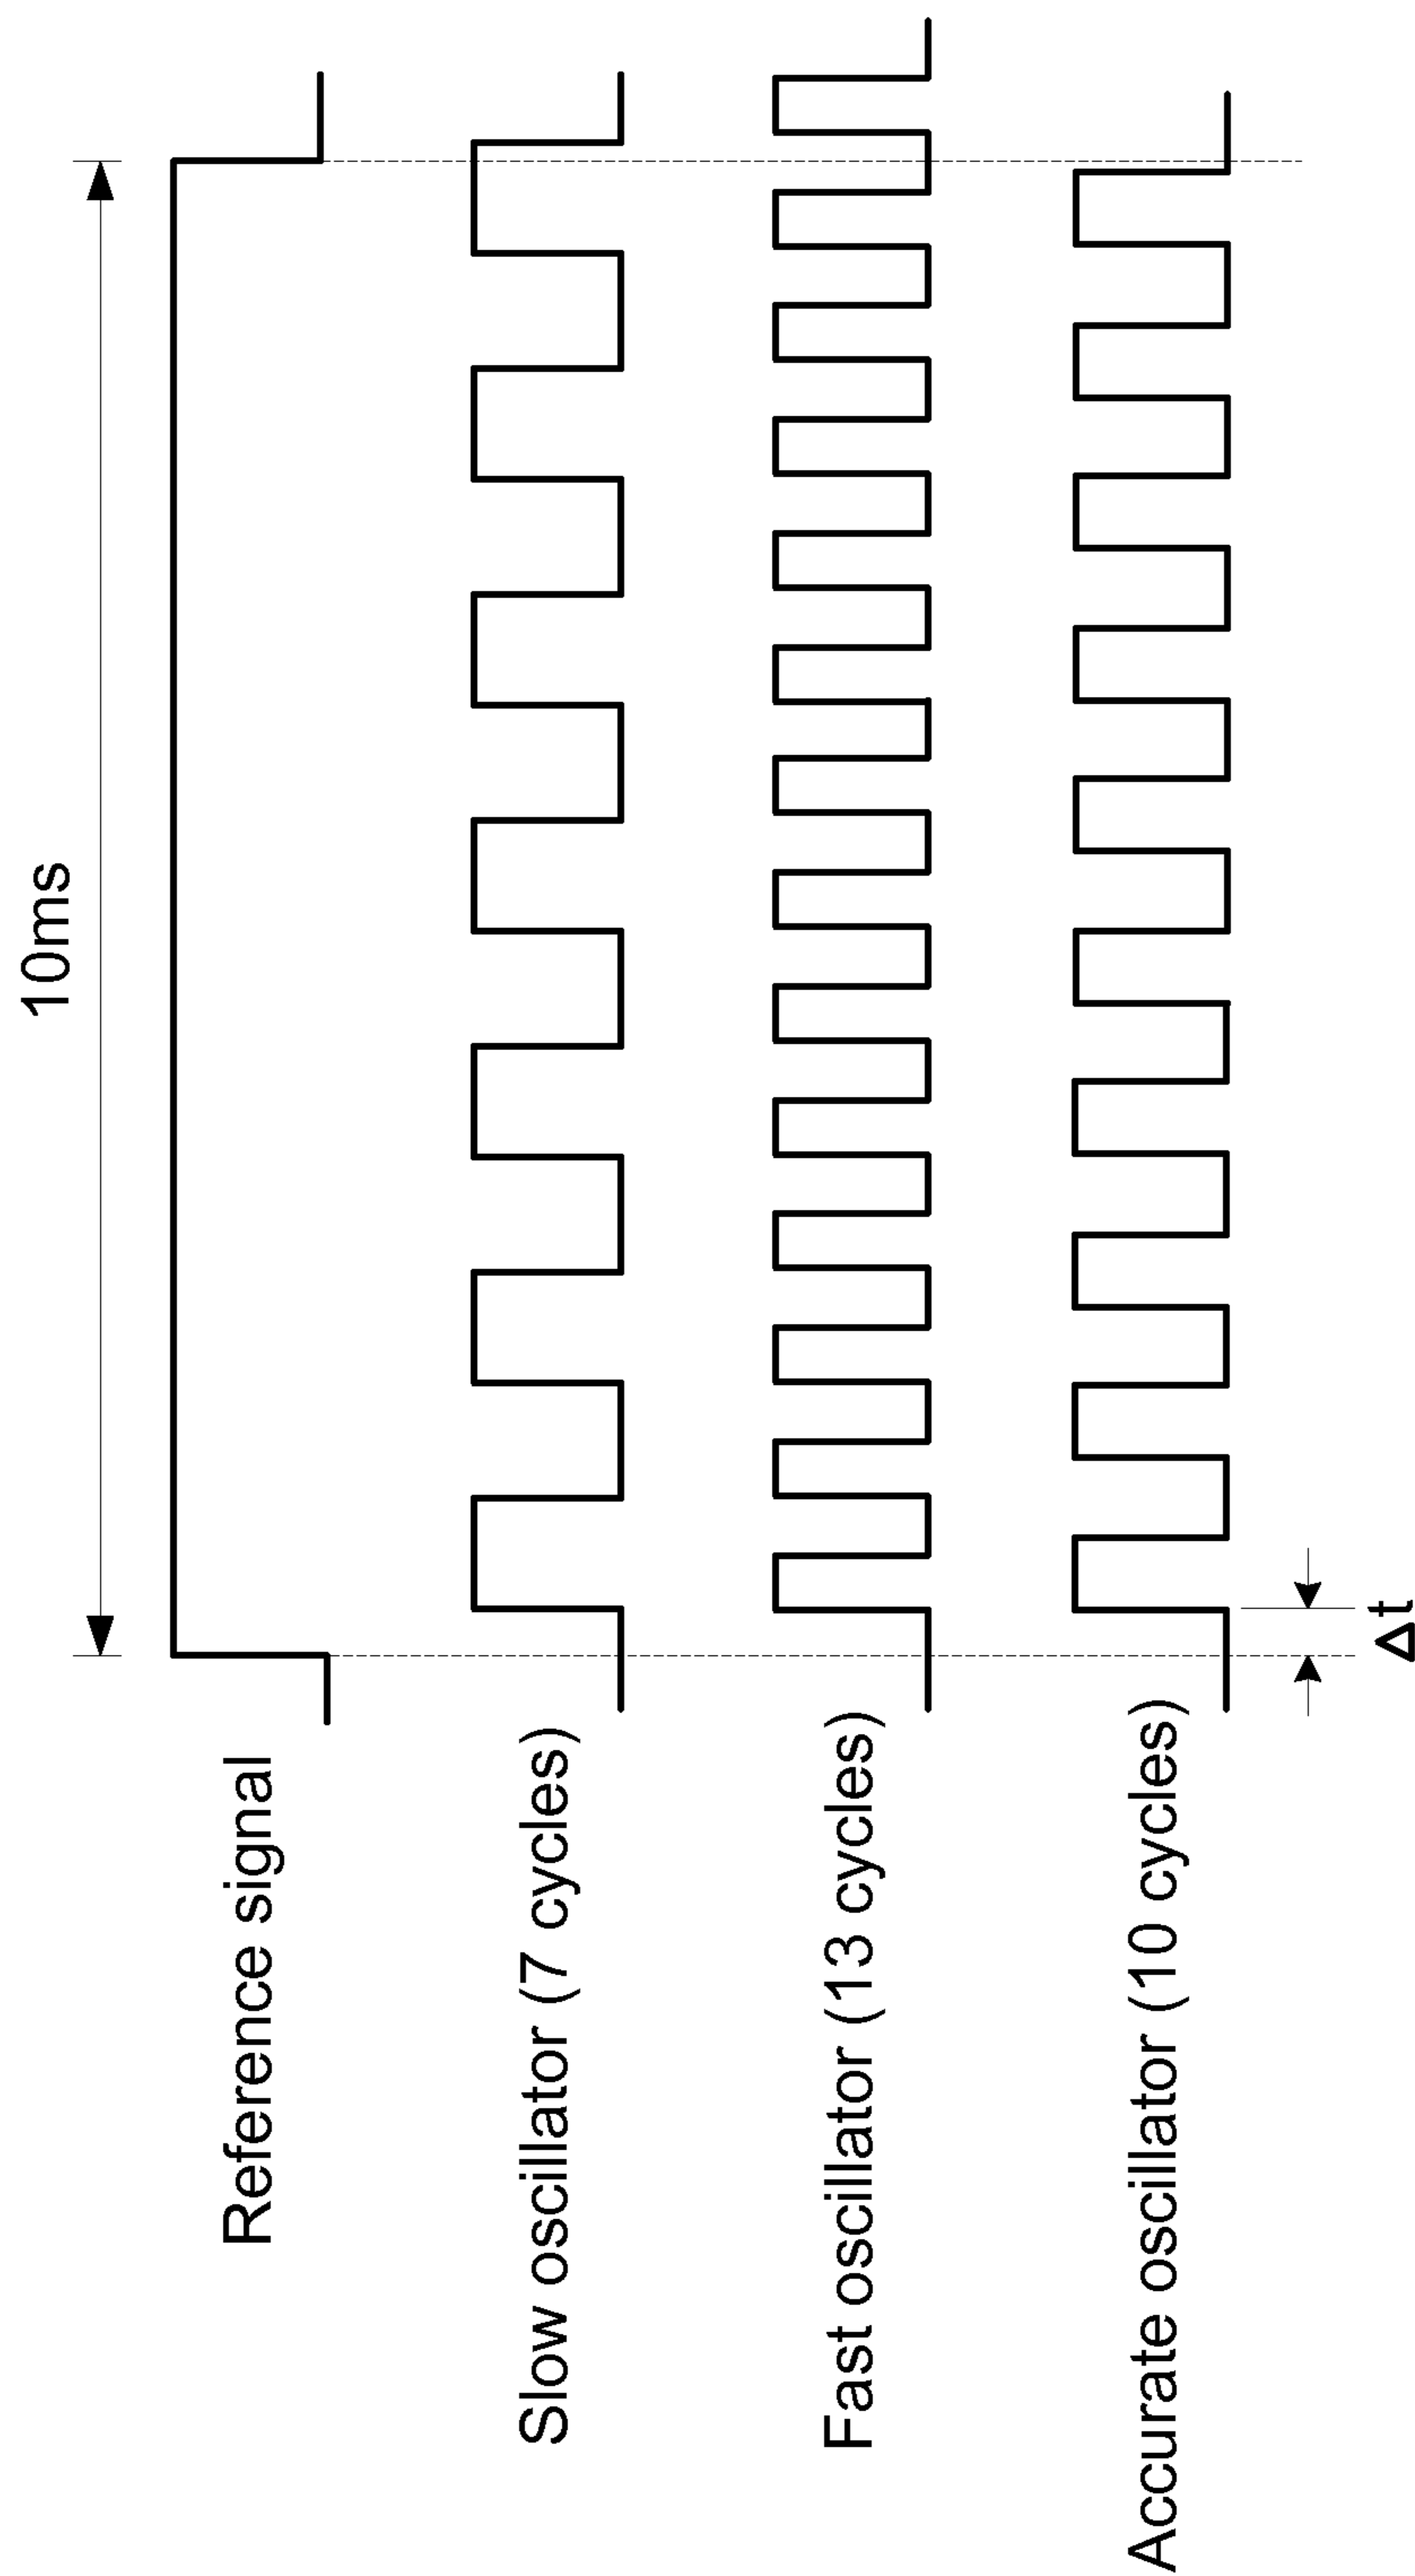 10ms
Reference signal
Slow oscillator (7 cycles)
Fast oscillator (13 cycles)
Accurate oscillator (10 cycles)
Δt